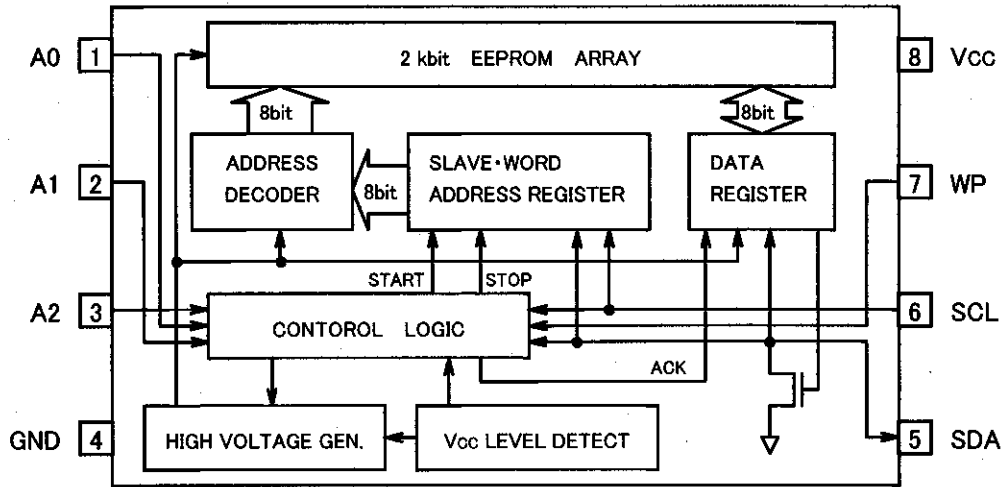 A0 1
2 kbit EEPROM ARRAY
8 Vcc
8bit
8bit
A1 2
ADDRESS
DECODER
8bit
SLAVE・WORD
ADDRESS REGISTER
DATA
REGISTER
7 WP
START
STOP
A2 3
CONTOROL LOGIC
6 SCL
ACK
GND 4
HIGH VOLTAGE GEN.
Vcc LEVEL DETECT
5 SDA